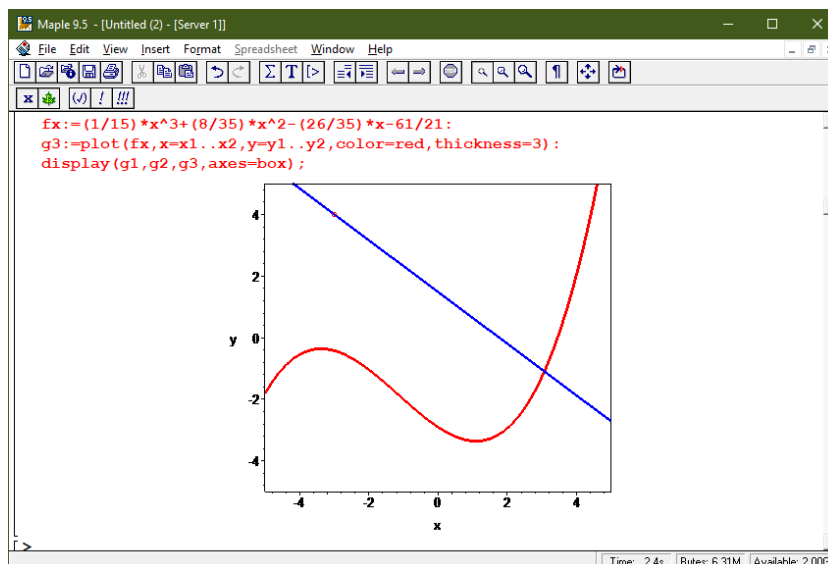 Maple 9.5 - [Untitled (2) - [Server 1]]
File Edit View Insert Format Spreadsheet Window Help
x (√) ! !!!
fx:=(1/15)*x^3+(8/35)*x^2-(26/35)*x-61/21:
g3:=plot(fx,x=x1..x2,y=y1..y2,color=red,thickness=3):
display(g1,g2,g3,axes=box);
4
2
y 0
-2
-4
-4 -2 0 2 4
x
>
Time: 2.4s Bytes: 6.31M Available: 2.00G